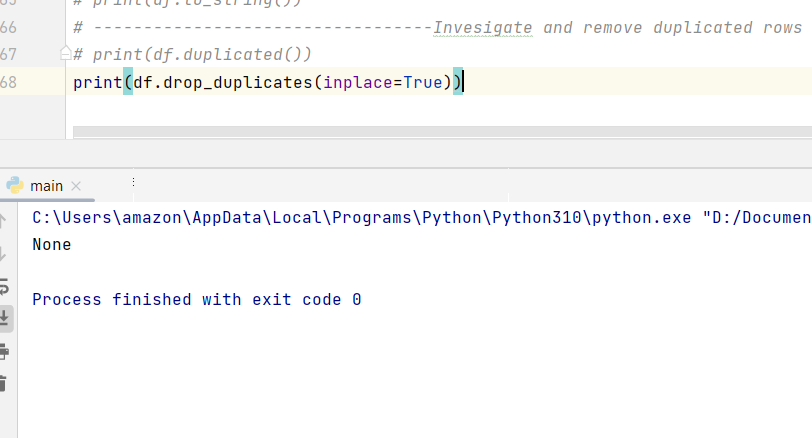 65 # print(df.to_string())
66 # -------------------------------Invesigate and remove duplicated rows
67 # print(df.duplicated())
68 print(df.drop_duplicates(inplace=True))
main
C:\Users\amazon\AppData\Local\Programs\Python\Python310\python.exe "D:/Documen
None
Process finished with exit code 0